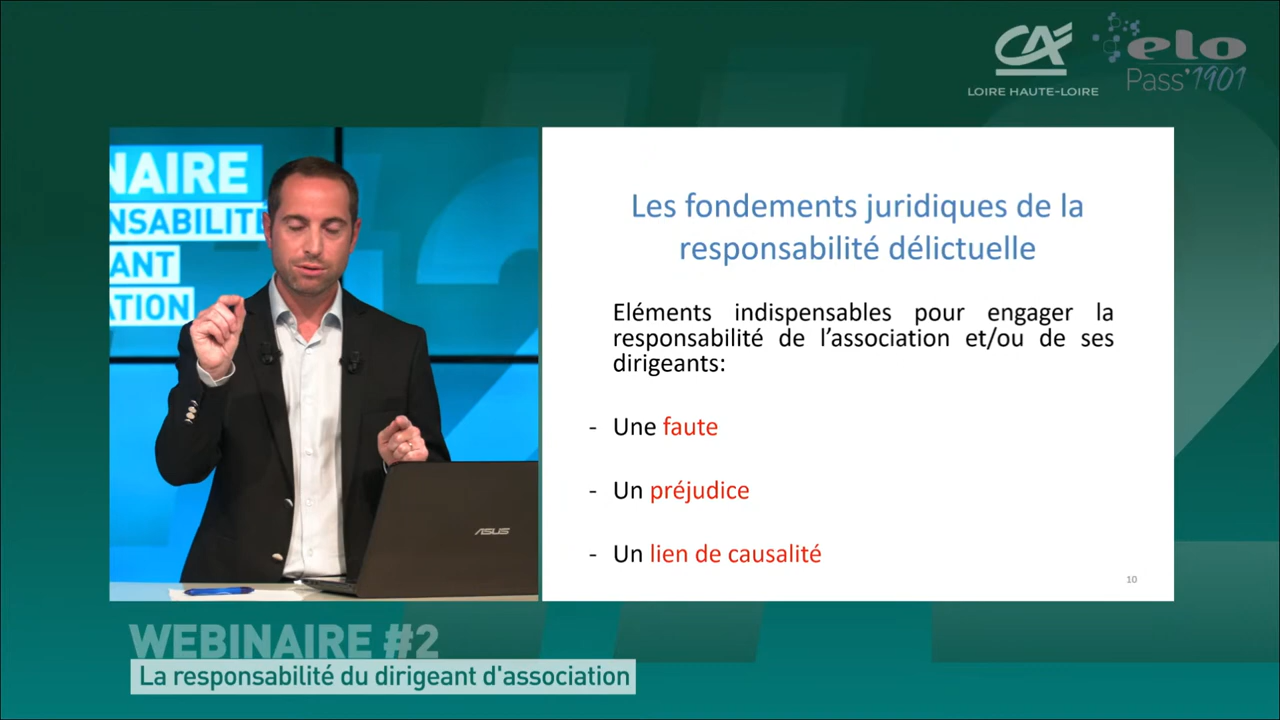 CA
LOIRE HAUTE-LOIRE
elo
Pass'1901
NAIRE
NSABILITÉ
ANT
ATION
Les fondements juridiques de la
responsabilité délictuelle
Eléments indispensables pour engager la
responsabilité de l'association et/ou de ses
dirigeants:
- Une faute
- Un préjudice
- Un lien de causalité
10
ASUS
WEBINAIRE #2
La responsabilité du dirigeant d'association